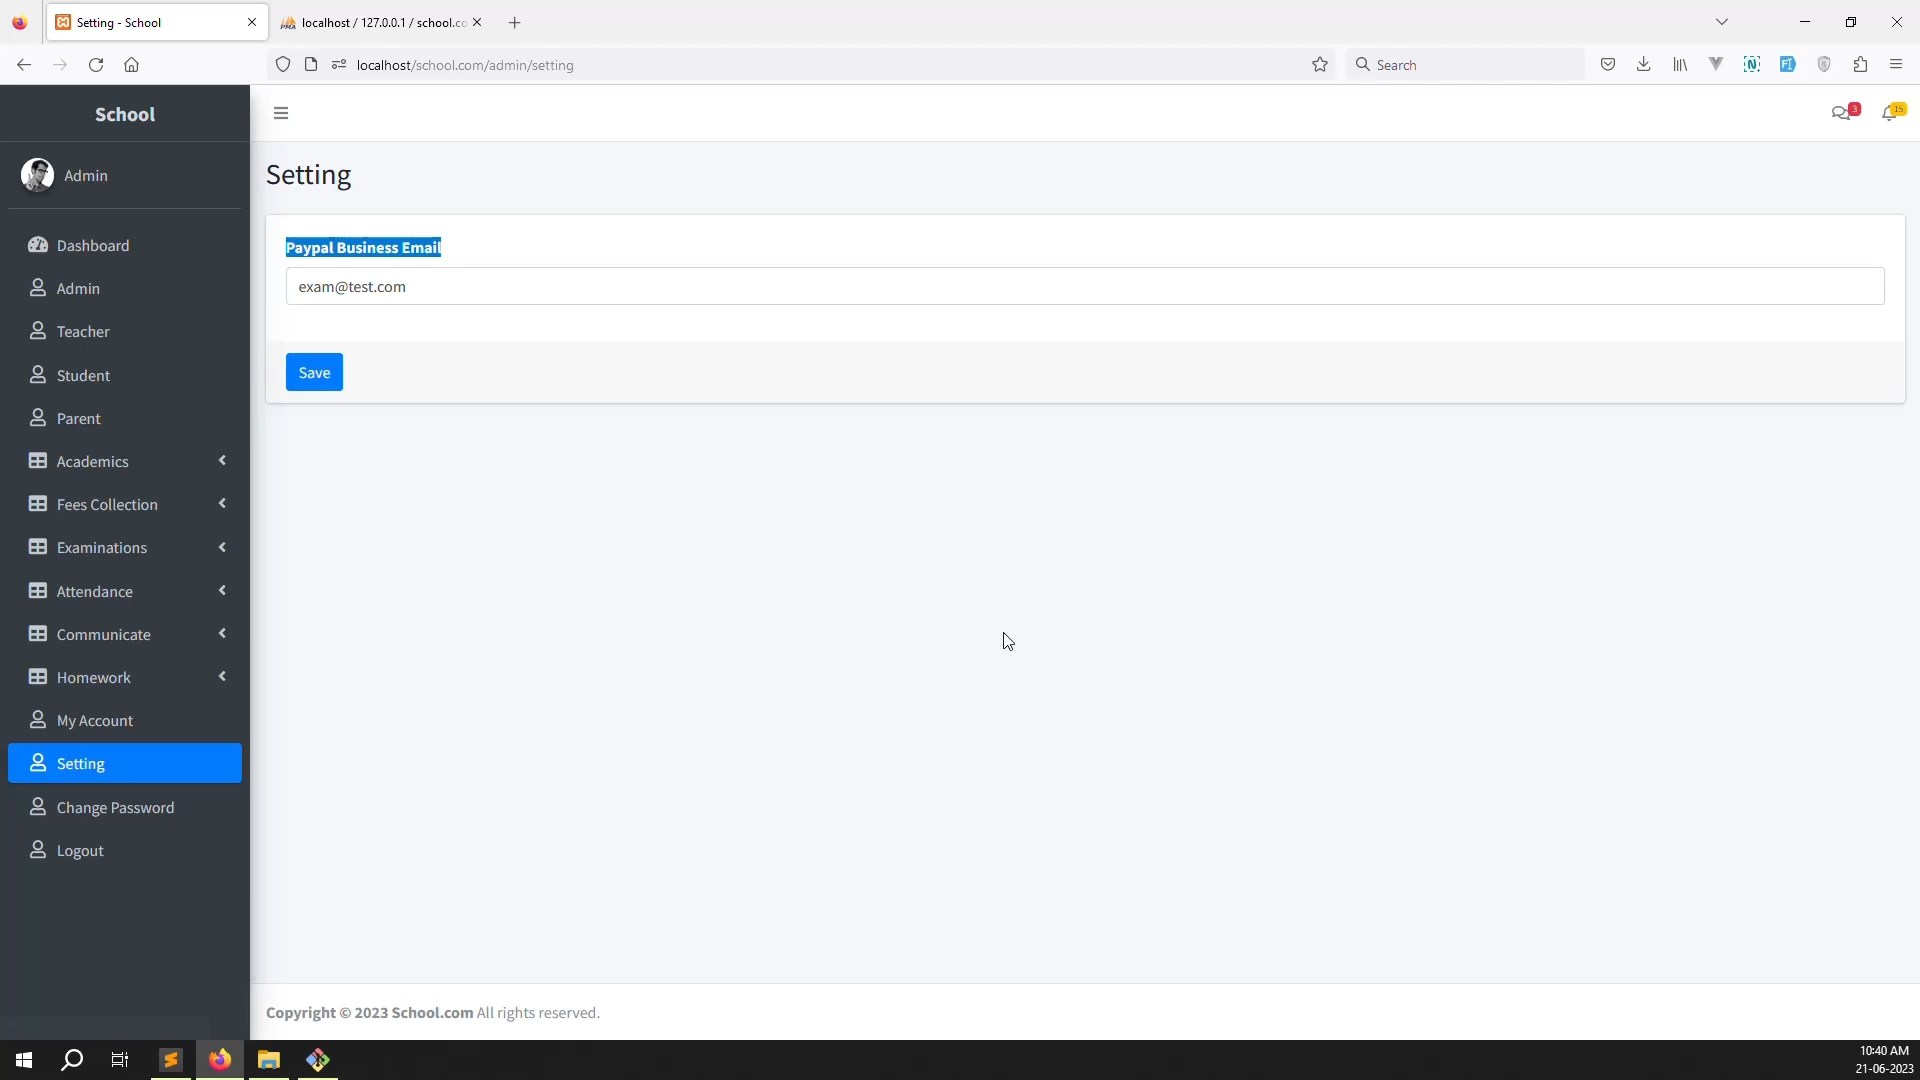 Setting - School
localhost / 127.0.0.1 / school.co
localhost/school.com/admin/setting
Search
School
3
15
Admin
Setting
Dashboard
Admin
Teacher
Student
Parent
Academics
Fees Collection
Examinations
Attendance
Communicate
Homework
My Account
Setting
Change Password
Logout
Paypal Business Email
exam@test.com
Save
Copyright © 2023 School.com All rights reserved.
10:40 AM
21-06-2023